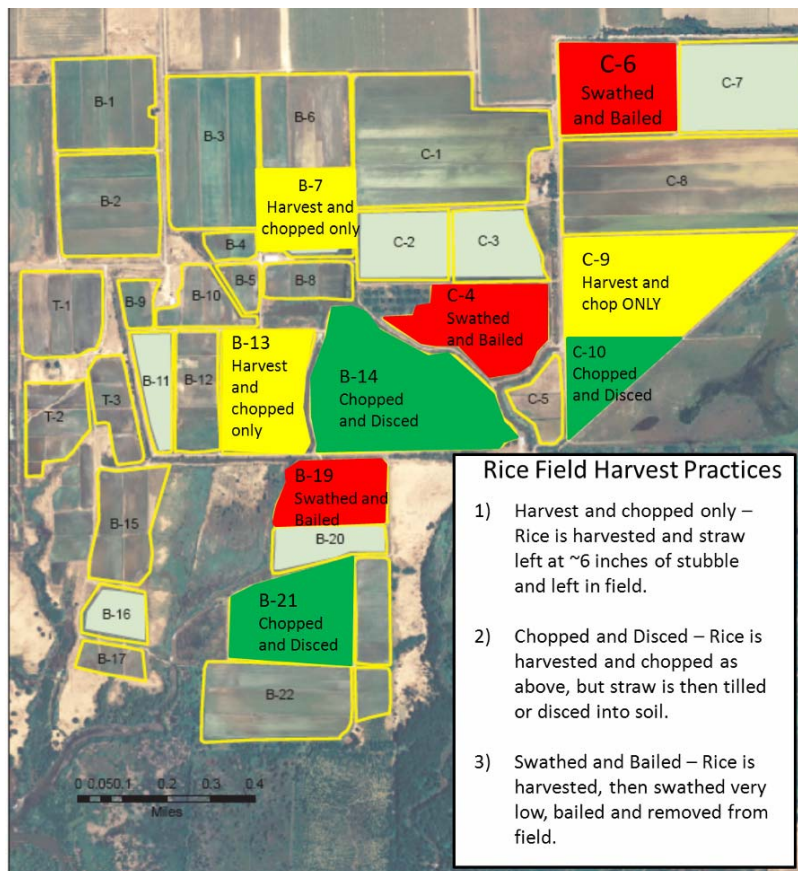 C-6
Swathed
and Bailed
C-7
B-1
B-3
B-6
C-1
B-2
B-7
Harvest and
chopped only
C-8
B-4
C-2
C-3
C-9
Harvest and
chop ONLY
T-1
B-9
B-10
B-5
B-8
C-4
Swathed
and Bailed
B-11
B-12
B-13
Harvest
and
chopped
only
B-14
Chopped
and Disced
C-10
Chopped
and Disced
T-2
T-3
C-5
B-15
B-19
Swathed and
Bailed
B-20
B-16
B-17
B-21
Chopped
and Disced
B-22
0 0.050.1 0.2 0.3 0.4
Miles
Rice Field Harvest Practices
1) Harvest and chopped only –
Rice is harvested and straw
left at ~6 inches of stubble
and left in field.
2) Chopped and Disced – Rice is
harvested and chopped as
above, but straw is then tilled
or disced into soil.
3) Swathed and Bailed – Rice is
harvested, then swathed very
low, bailed and removed from
field.